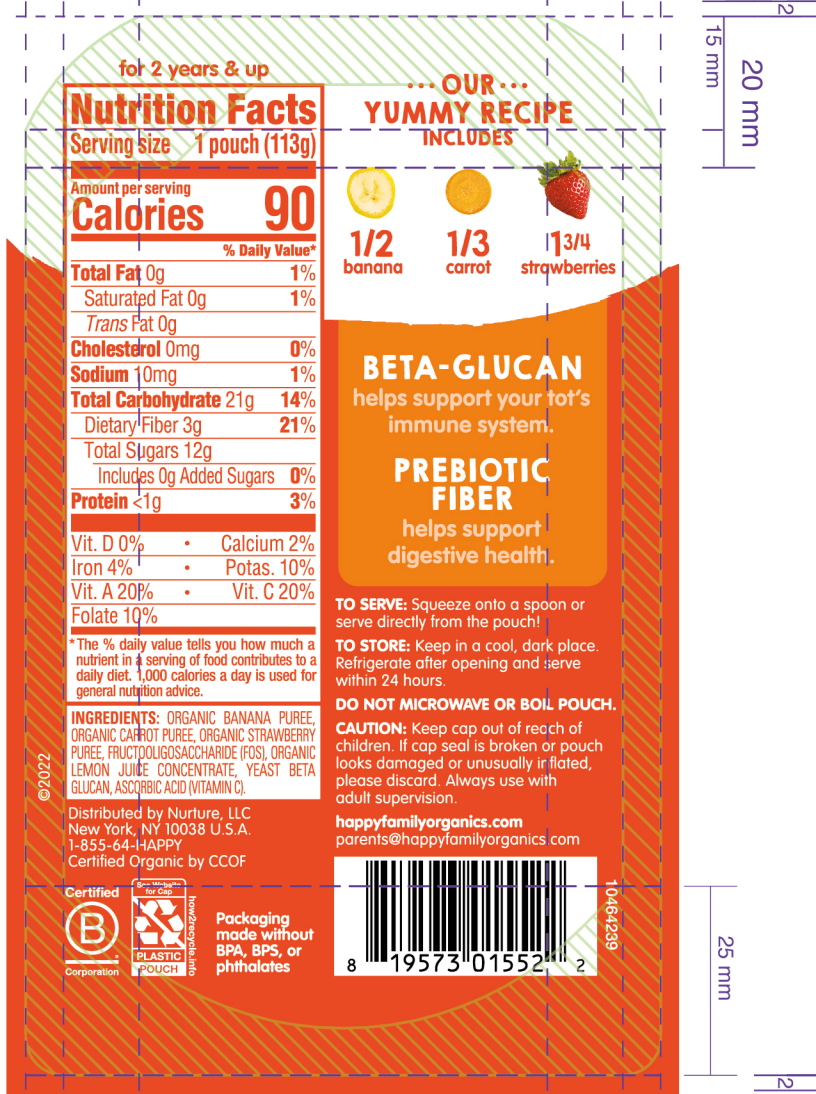 for 2 years & up
Nutrition Facts
Serving size 1 pouch (113g)
Amount per serving
Calories 90
% Daily Value*
Total Fat 0g 1%
Saturated Fat 0g 1%
Trans Fat 0g
Cholesterol 0mg 0%
Sodium 10mg 1%
Total Carbohydrate 21g 14%
Dietary Fiber 3g 21%
Total Sugars 12g
Includes 0g Added Sugars 0%
Protein <1g 3%
Vit. D 0% • Calcium 2%
Iron 4% • Potas. 10%
Vit. A 20% • Vit. C 20%
Folate 10%
*The % daily value tells you how much a
nutrient in a serving of food contributes to a
daily diet. 1,000 calories a day is used for
general nutrition advice.
INGREDIENTS: ORGANIC BANANA PUREE,
ORGANIC CARROT PUREE, ORGANIC STRAWBERRY
PUREE, FRUCTOOLIGOSACCHARIDE (FOS), ORGANIC
LEMON JUICE CONCENTRATE, YEAST BETA
GLUCAN, ASCORBIC ACID (VITAMIN C).
©2022
Distributed by Nurture, LLC
New York, NY 10038 U.S.A.
1-855-64-HAPPY
Certified Organic by CCOF
Certified
B
Corporation
See Website
for Cap
PLASTIC
POUCH
how2recycle.info
Packaging
made without
BPA, BPS, or
phthalates
••• OUR •••
YUMMY RECIPE
INCLUDES
1/2
banana
1/3
carrot
1 3/4
strawberries
BETA-GLUCAN
helps support your tot's
immune system.
PREBIOTIC
FIBER
helps support
digestive health.
TO SERVE: Squeeze onto a spoon or
serve directly from the pouch!
TO STORE: Keep in a cool, dark place.
Refrigerate after opening and serve
within 24 hours.
DO NOT MICROWAVE OR BOIL POUCH.
CAUTION: Keep cap out of reach of
children. If cap seal is broken or pouch
looks damaged or unusually inflated,
please discard. Always use with
adult supervision.
happyfamilyorganics.com
parents@happyfamilyorganics.com
8 19573 01552 2
10464239
2
15 mm
20 mm
25 mm
2